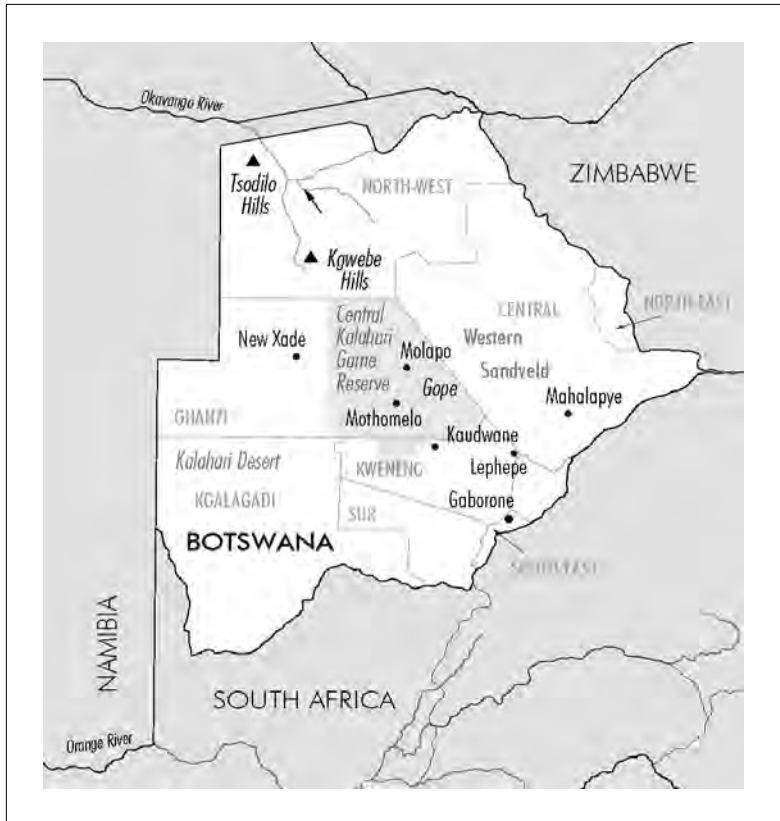 Okavango River
Tsodilo
Hills
NORTH-WEST
ZIMBABWE
Kgwebe
Hills
NORTH-EAST
CENTRAL
Central
Kalahari
Game
Reserve
Western
Sandveld
New Xade
Molapo
Gope
Mahalapye
Mothomelo
GHANZI
Kaudwane
Kalahari Desert
KWENENG
Lephepe
KGALAGADI
SUR
Gaborone
BOTSWANA
SOUTH-EAST
NAMIBIA
SOUTH AFRICA
Orange River